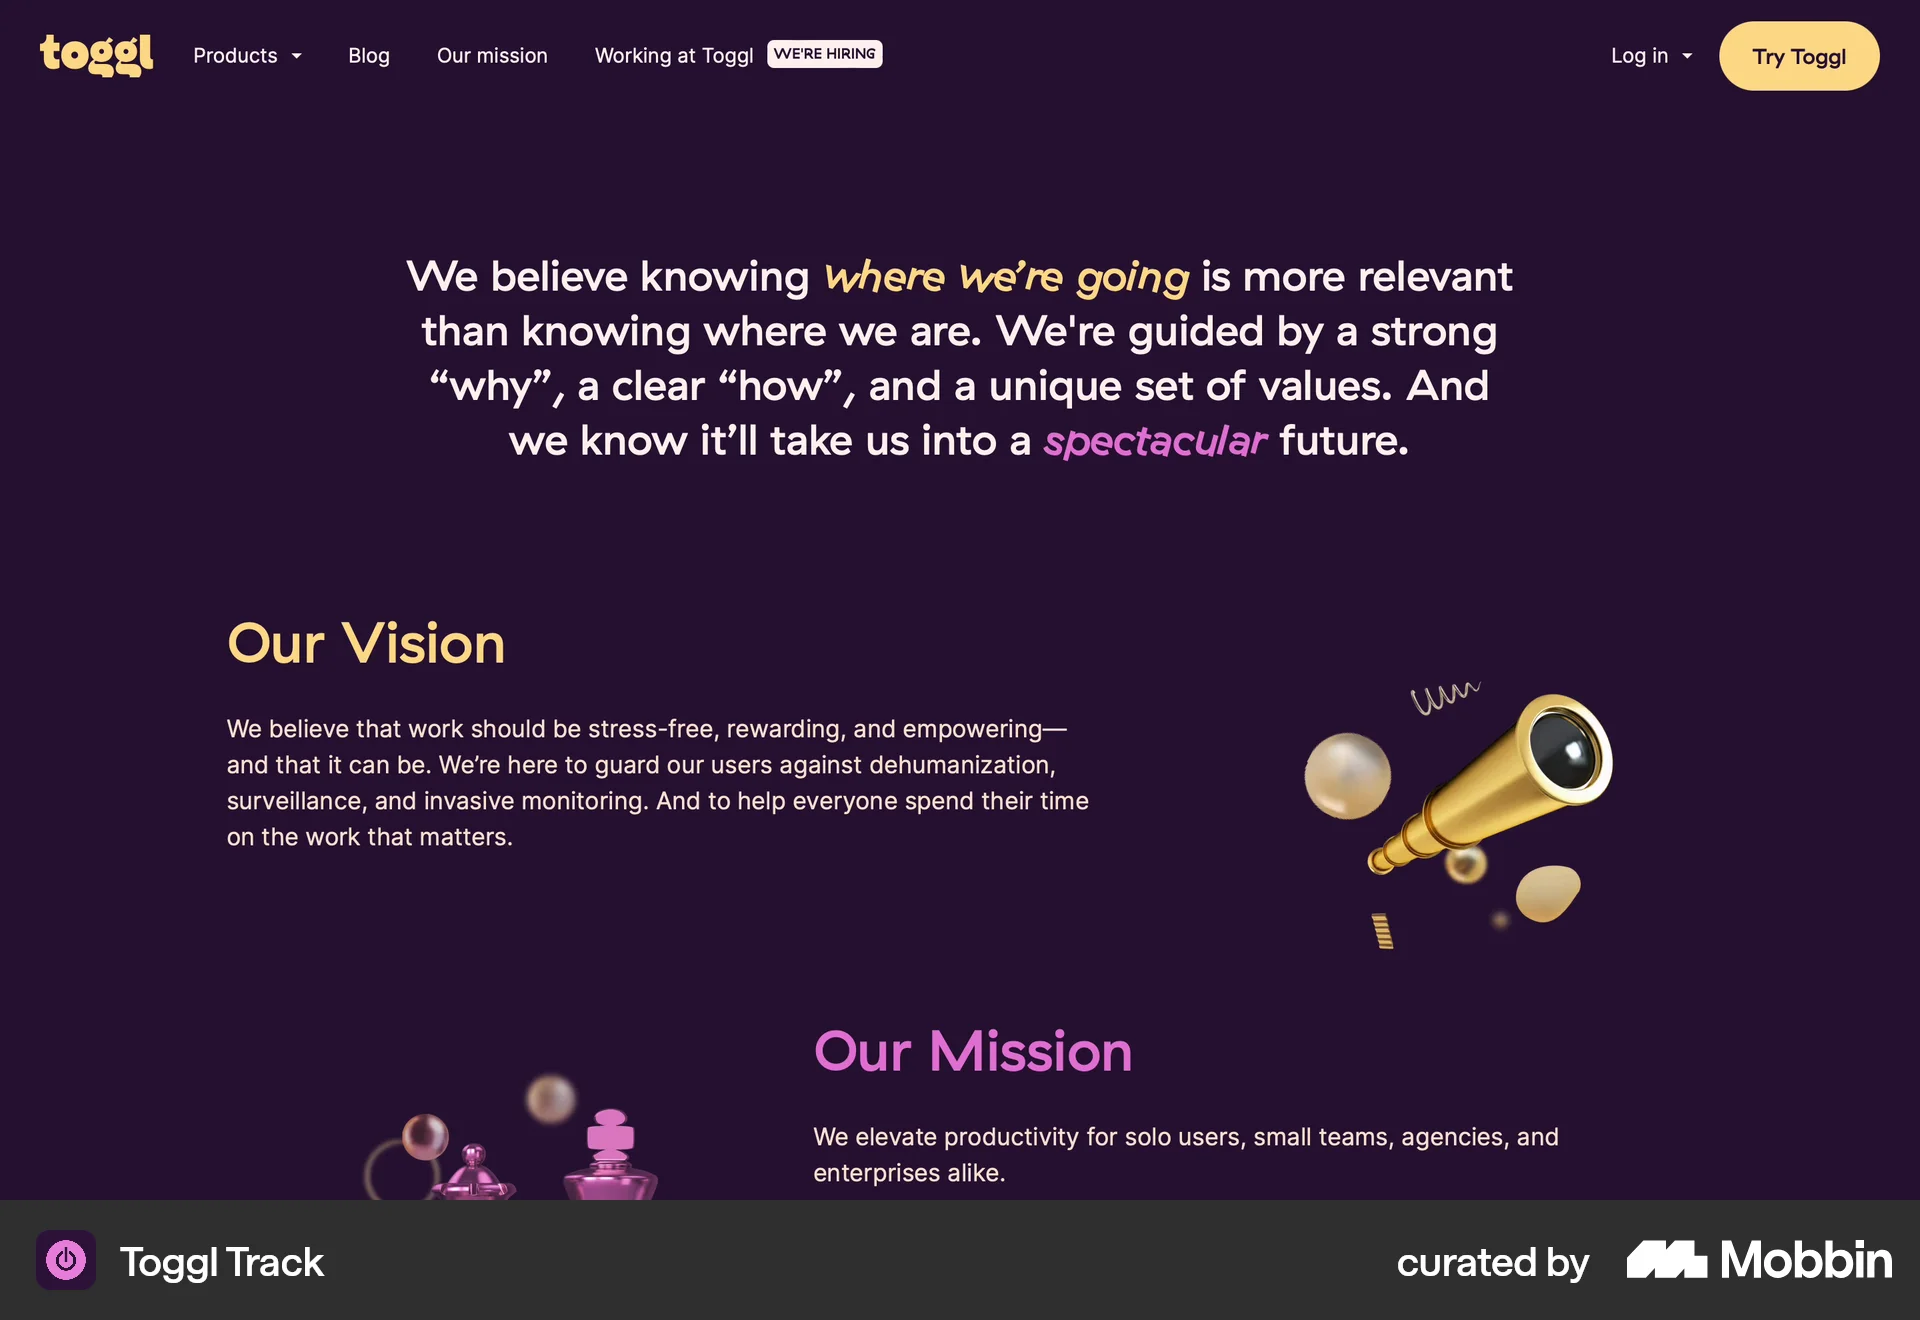 toggl
Products
Blog
Our mission
Working at Toggl
WE'RE HIRING
Log in
Try Toggl
We believe knowing where we’re going is more relevant
than knowing where we are. We're guided by a strong
“why”, a clear “how”, and a unique set of values. And
we know it’ll take us into a spectacular future.
Our Vision
We believe that work should be stress-free, rewarding, and empowering—
and that it can be. We’re here to guard our users against dehumanization,
surveillance, and invasive monitoring. And to help everyone spend their time
on the work that matters.
Our Mission
We elevate productivity for solo users, small teams, agencies, and
enterprises alike.
Toggl Track
curated by Mobbin